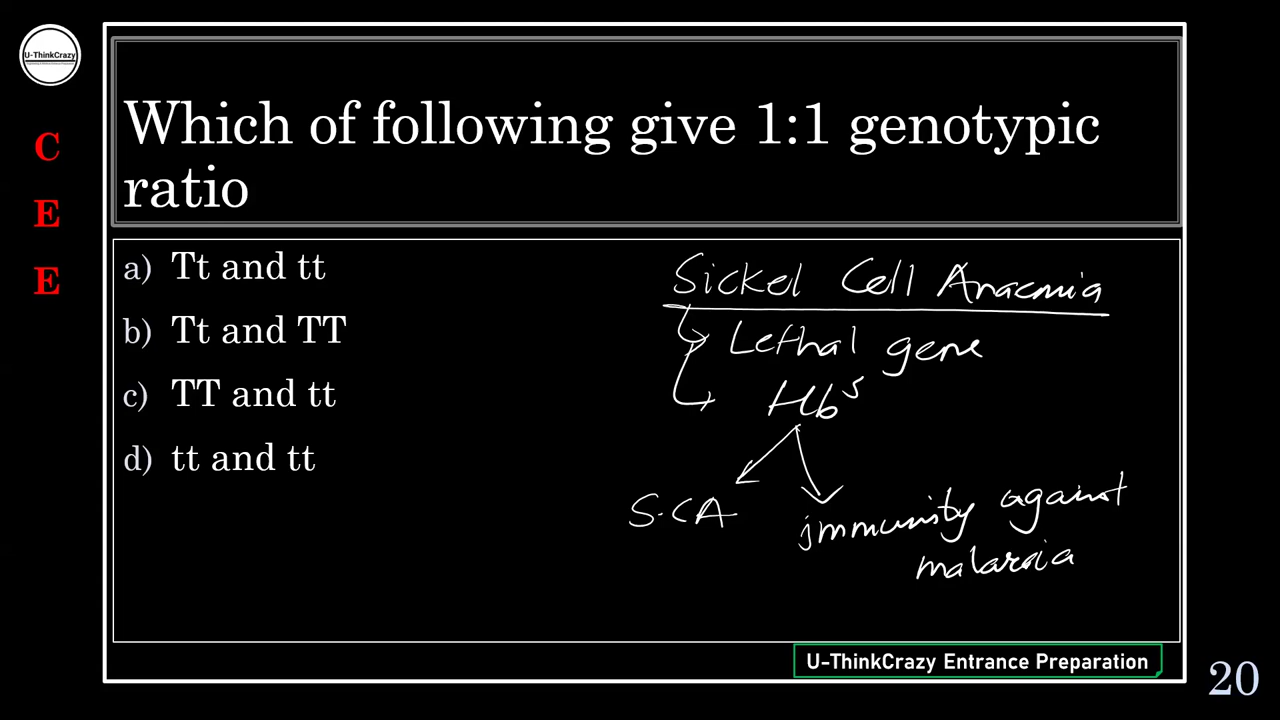 U-ThinkCrazy
C
E
E
Which of following give 1:1 genotypic
ratio
a) Tt and tt
b) Tt and TT
c) TT and tt
d) tt and tt
Sickel Cell Anaemia
Lethal gene
Hbˢ
S.CA
immunity against
malaria
U-ThinkCrazy Entrance Preparation
20